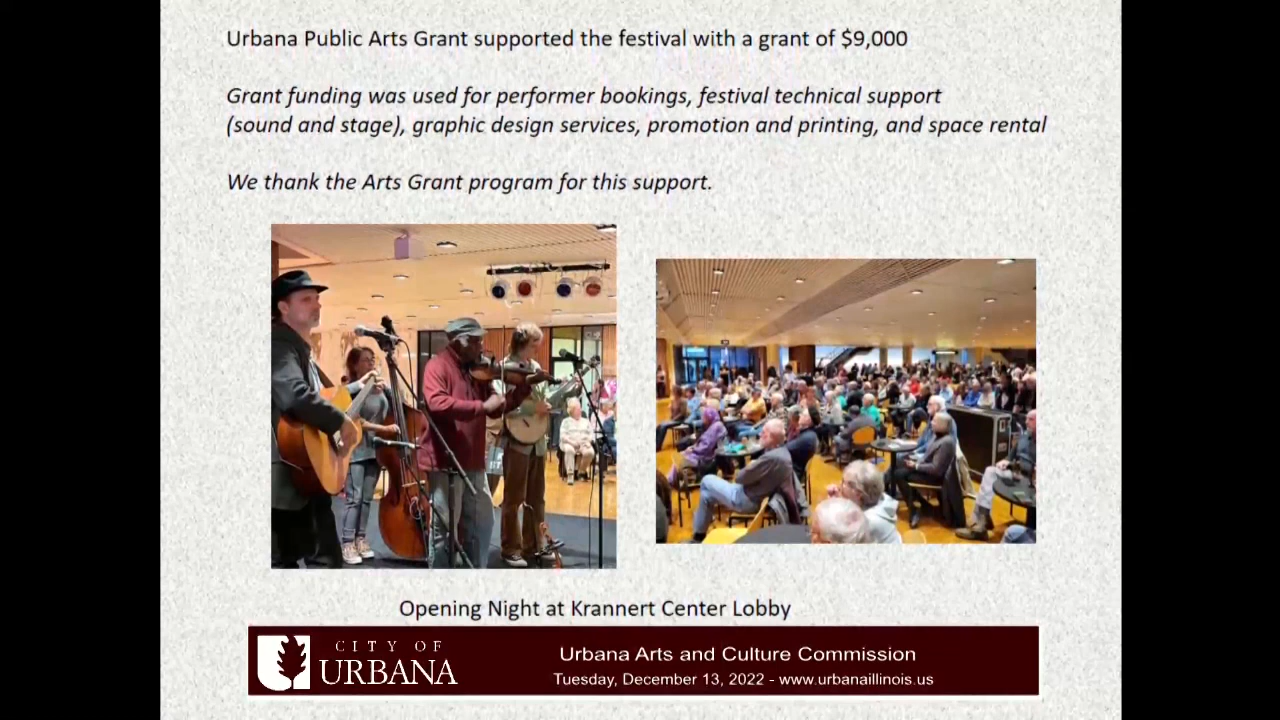 Urbana Public Arts Grant supported the festival with a grant of $9,000
Grant funding was used for performer bookings, festival technical support
(sound and stage), graphic design services, promotion and printing, and space rental
We thank the Arts Grant program for this support.
Opening Night at Krannert Center Lobby
CITY OF
URBANA
Urbana Arts and Culture Commission
Tuesday, December 13, 2022 - www.urbanaillinois.us